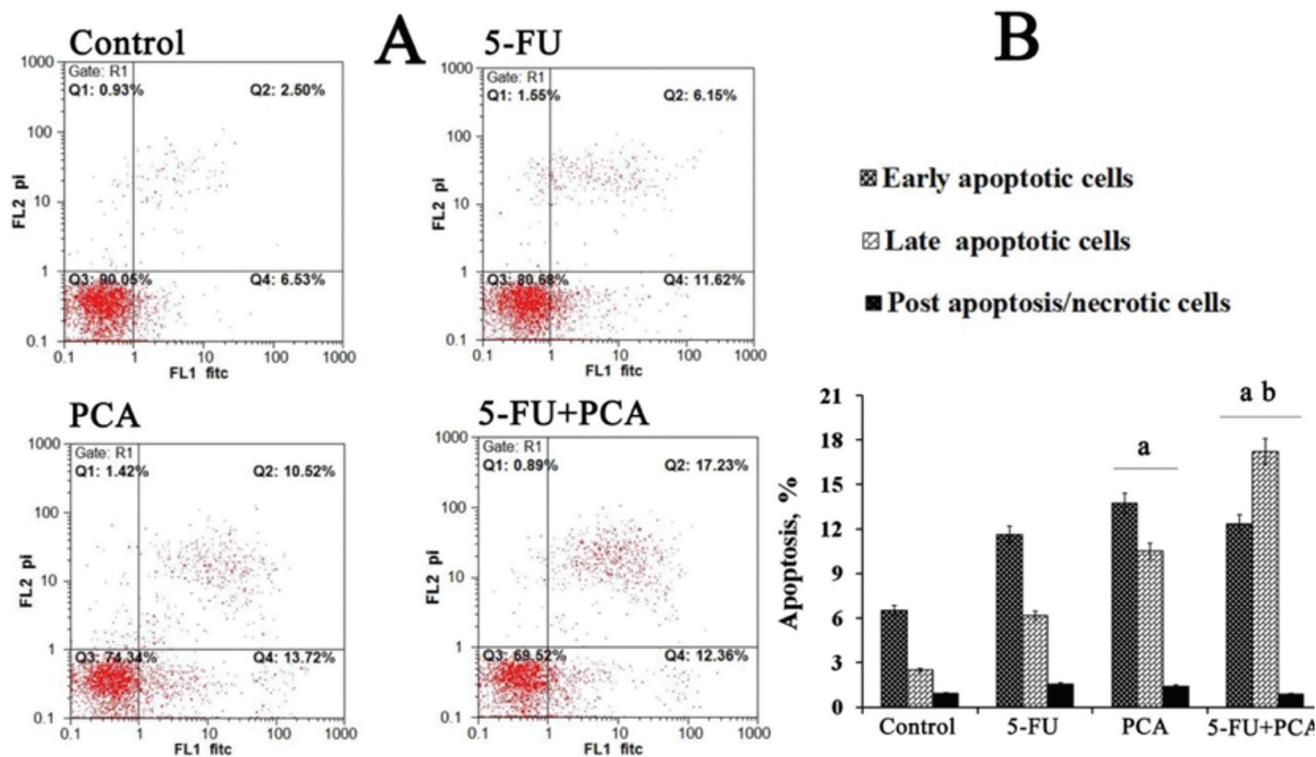 Control
A
5-FU
B
1000
Gate: R1
Q1: 0.93%
Q2: 2.50%
100
10
1
Q3: 90.05%
Q4: 6.53%
0.1
FL2 pi
0.1 1 10 100 1000
FL1 fitc
1000
Gate: R1
Q1: 1.55%
Q2: 6.15%
100
10
1
Q3: 80.68%
Q4: 11.62%
0.1
FL2 pi
0.1 1 10 100 1000
FL1 fitc
PCA
1000
Gate: R1
Q1: 1.42%
Q2: 10.52%
100
10
1
Q3: 74.34%
Q4: 13.72%
0.1
FL2 pi
0.1 1 10 100 1000
FL1 fitc
5-FU+PCA
1000
Gate: R1
Q1: 0.89%
Q2: 17.23%
100
10
1
Q3: 69.52%
Q4: 12.36%
0.1
FL2 pi
0.1 1 10 100 1000
FL1 fitc
Early apoptotic cells
Late apoptotic cells
Post apoptosis/necrotic cells
Apoptosis, %
21
18
15
12
9
6
3
0
a
a b
Control 5-FU PCA 5-FU+PCA